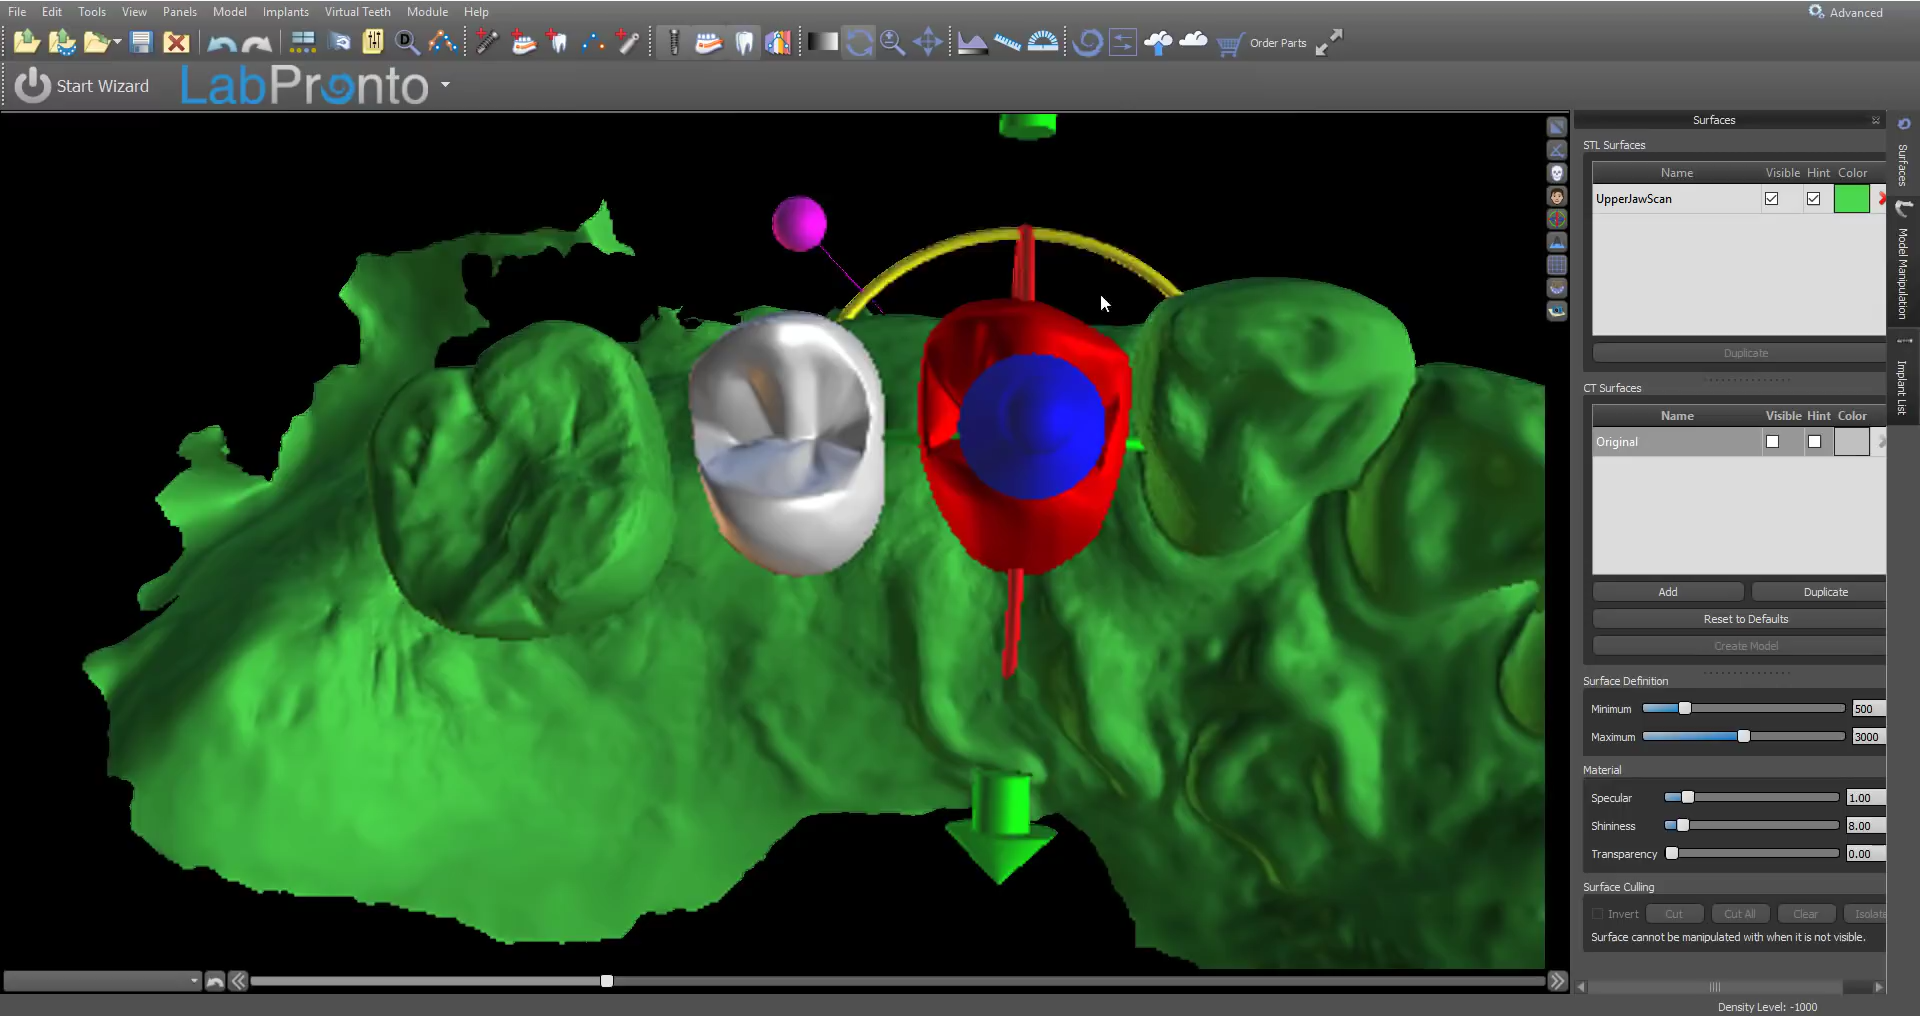 File Edit Tools View Panels Model Implants Virtual Teeth Module Help
Advanced
D
Order Parts
Start Wizard LabPronto
Surfaces
STL Surfaces
Name Visible Hint Color
UpperJawScan
Duplicate
CT Surfaces
Name Visible Hint Color
Original
Add Duplicate
Reset to Defaults
Create Model
Surface Definition
Minimum 500
Maximum 3000
Material
Specular 1.00
Shininess 8.00
Transparency 0.00
Surface Culling
Invert Cut Cut All Clear Isolate
Surface cannot be manipulated with when it is not visible.
Surfaces
Model Manipulation
Implant List
Density Level: -1000